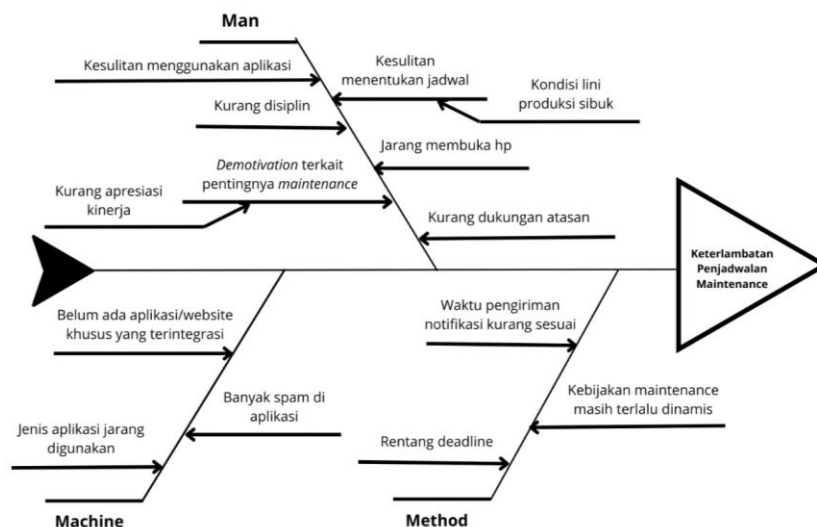 Man
Kesulitan menggunakan aplikasi
Kesulitan
menentukan jadwal
Kondisi lini
produksi sibuk
Kurang disiplin
Jarang membuka hp
Demotivation terkait
pentingnya maintenance
Kurang apresiasi
kinerja
Kurang dukungan atasan
Keterlambatan
Penjadwalan
Maintenance
Belum ada aplikasi/website
khusus yang terintegrasi
Banyak spam di
aplikasi
Jenis aplikasi jarang
digunakan
Machine
Waktu pengiriman
notifikasi kurang sesuai
Kebijakan maintenance
masih terlalu dinamis
Rentang deadline
Method